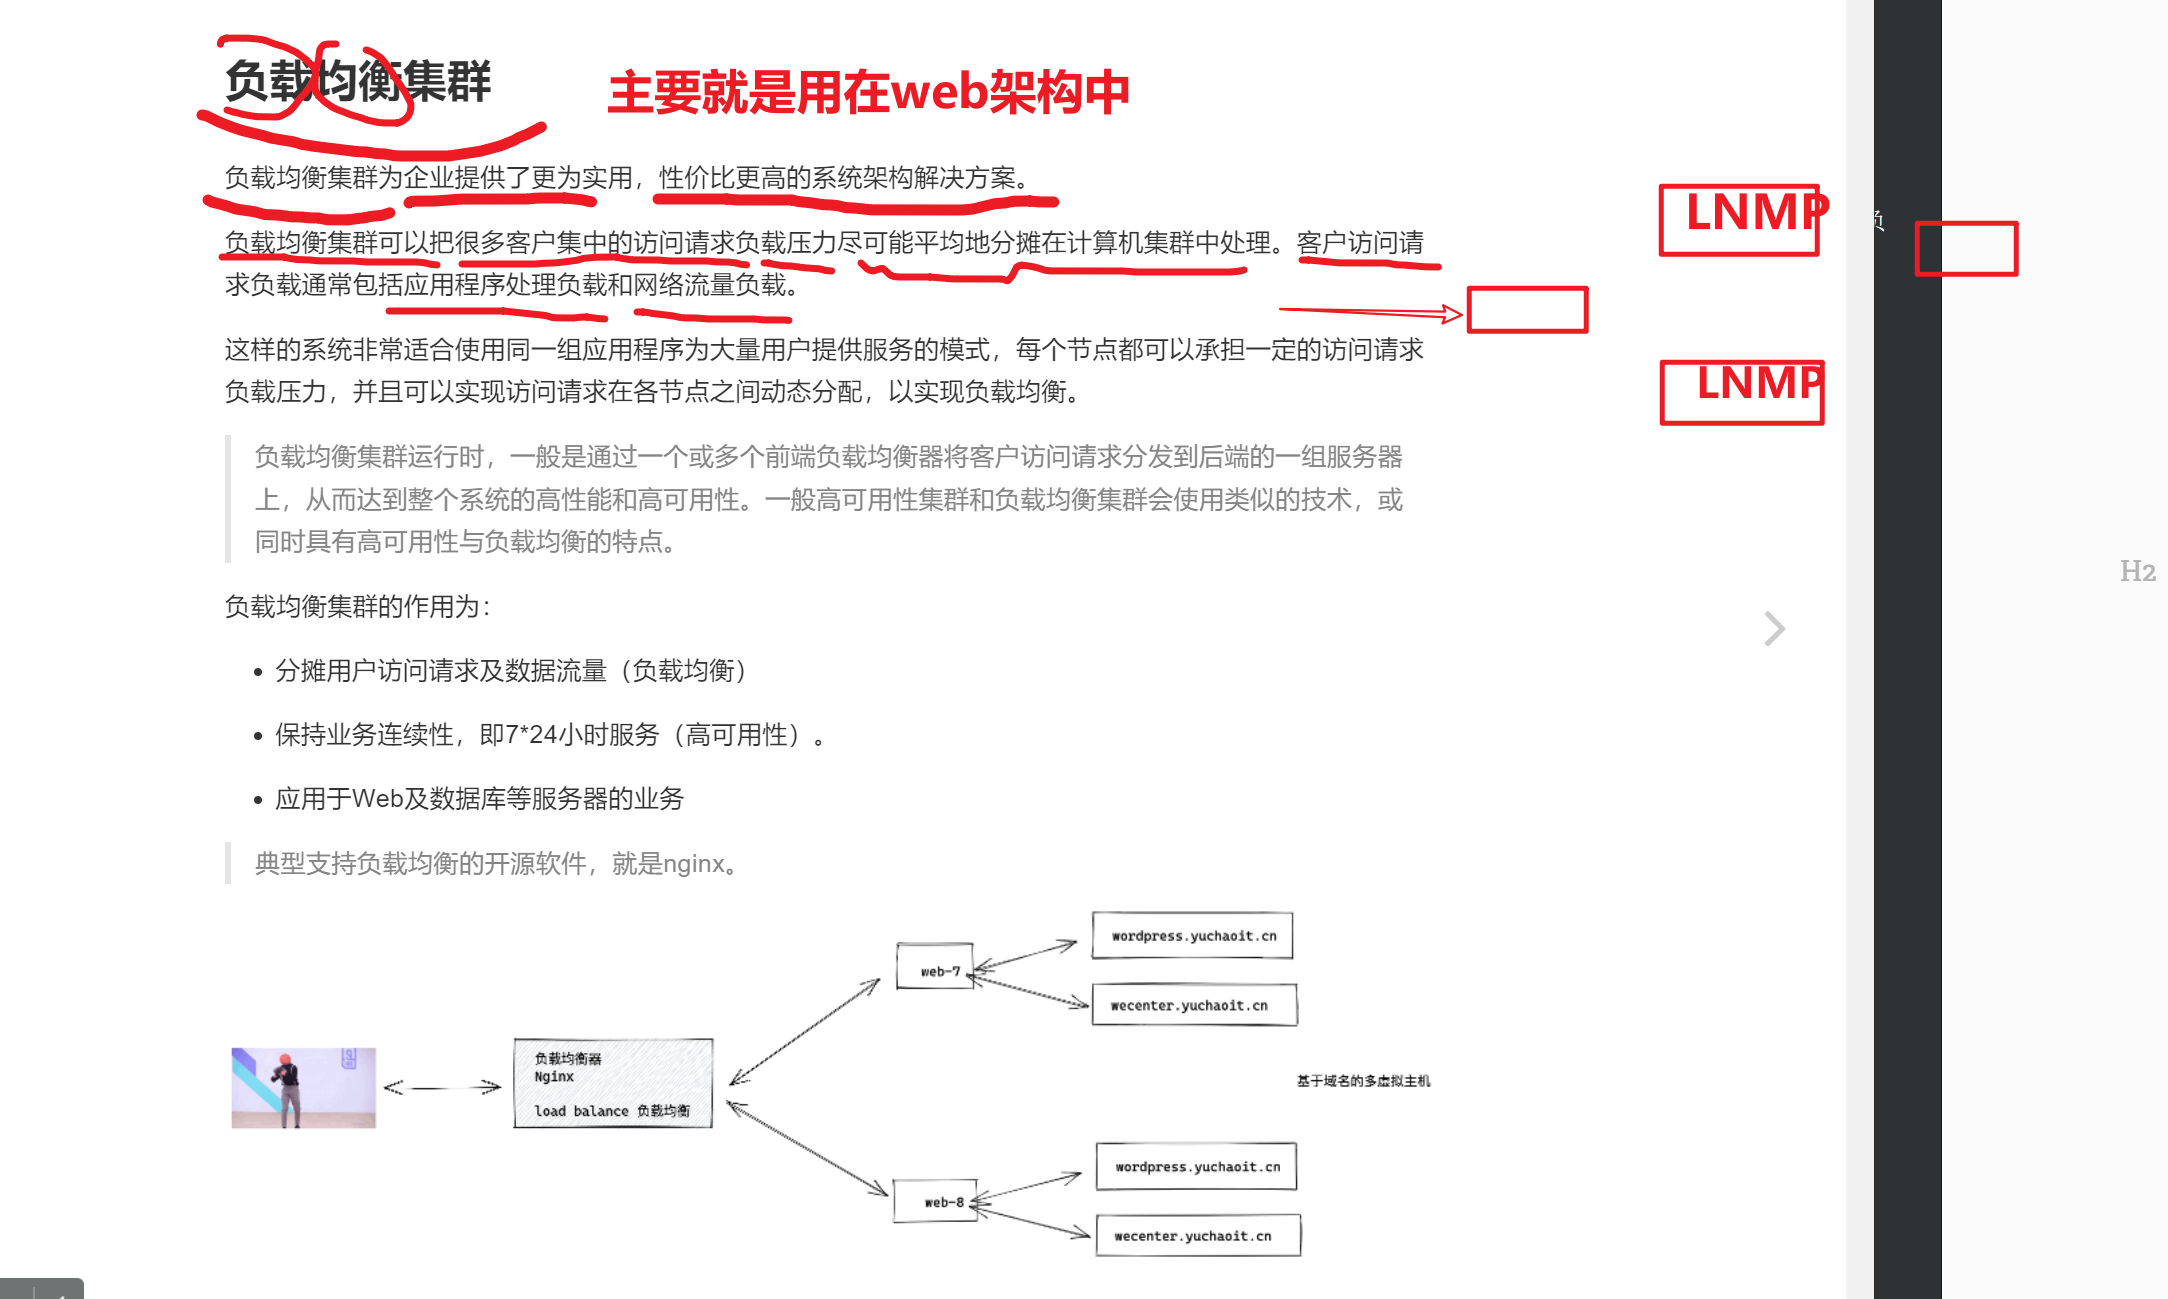 负载均衡集群
主要就是用在web架构中
负载均衡集群为企业提供了更为实用，性价比更高的系统架构解决方案。
负载均衡集群可以把很多客户集中的访问请求负载压力尽可能平均地分摊在计算机集群中处理。客户访问请
求负载通常包括应用程序处理负载和网络流量负载。
LNMP
负
这样的系统非常适合使用同一组应用程序为大量用户提供服务的模式，每个节点都可以承担一定的访问请求
负载压力，并且可以实现访问请求在各节点之间动态分配，以实现负载均衡。
LNMP
负载均衡集群运行时，一般是通过一个或多个前端负载均衡器将客户访问请求分发到后端的一组服务器
上，从而达到整个系统的高性能和高可用性。一般高可用性集群和负载均衡集群会使用类似的技术，或
同时具有高可用性与负载均衡的特点。
H2
负载均衡集群的作用为：
• 分摊用户访问请求及数据流量（负载均衡）
• 保持业务连续性，即7*24小时服务（高可用性）。
• 应用于Web及数据库等服务器的业务
典型支持负载均衡的开源软件，就是nginx。
负载均衡器
Nginx
load balance 负载均衡
web-7
wordpress.yuchaoit.cn
wecenter.yuchaoit.cn
基于域名的多虚拟主机
web-8
wordpress.yuchaoit.cn
wecenter.yuchaoit.cn